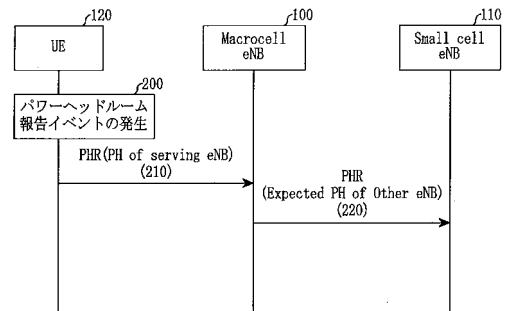 120
UE
100
Macrocell
eNB
110
Small cell
eNB
200
パワーヘッドルーム
報告イベントの発生
PHR(PH of serving eNB)
(210)
PHR
(Expected PH of Other eNB)
(220)